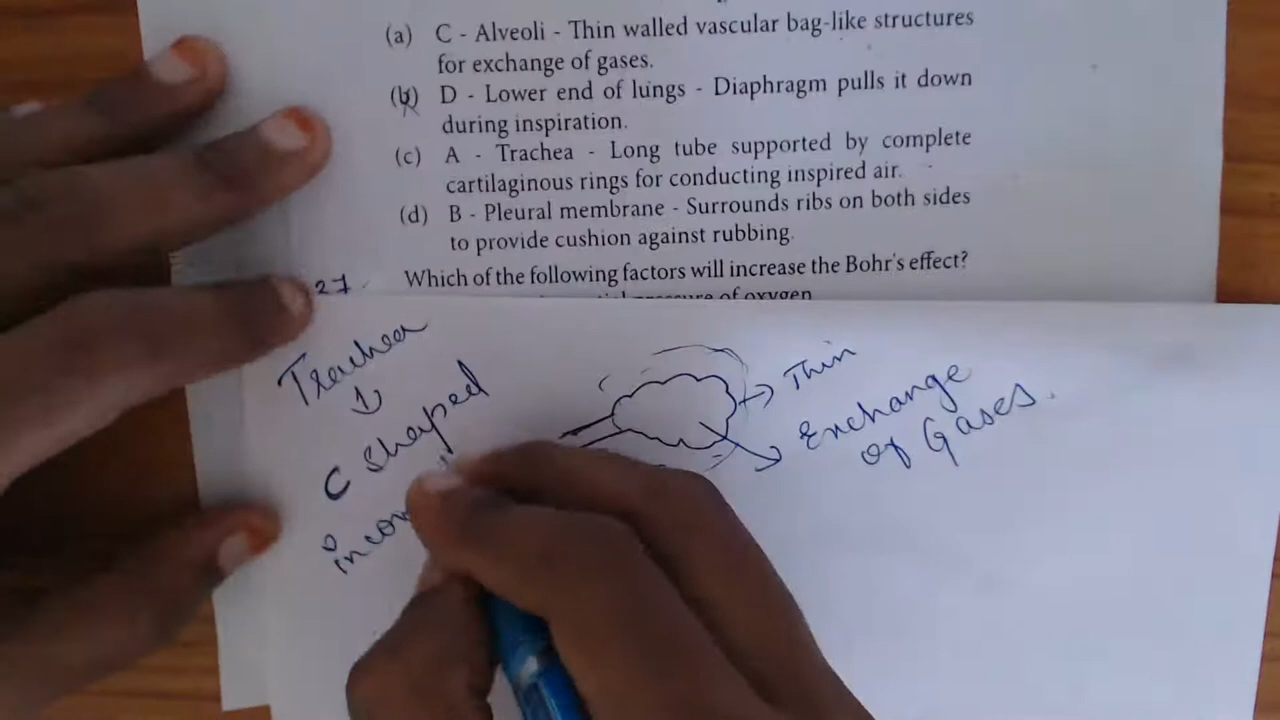 (a) C - Alveoli - Thin walled vascular bag-like structures
for exchange of gases.
(b) D - Lower end of lungs - Diaphragm pulls it down
during inspiration.
(c) A - Trachea - Long tube supported by complete
cartilaginous rings for conducting inspired air.
(d) B - Pleural membrane - Surrounds ribs on both sides
to provide cushion against rubbing.
27. Which of the following factors will increase the Bohr's effect?
of oxygen
Trachea
C shaped
incom
Thin
Exchange
of Gases.